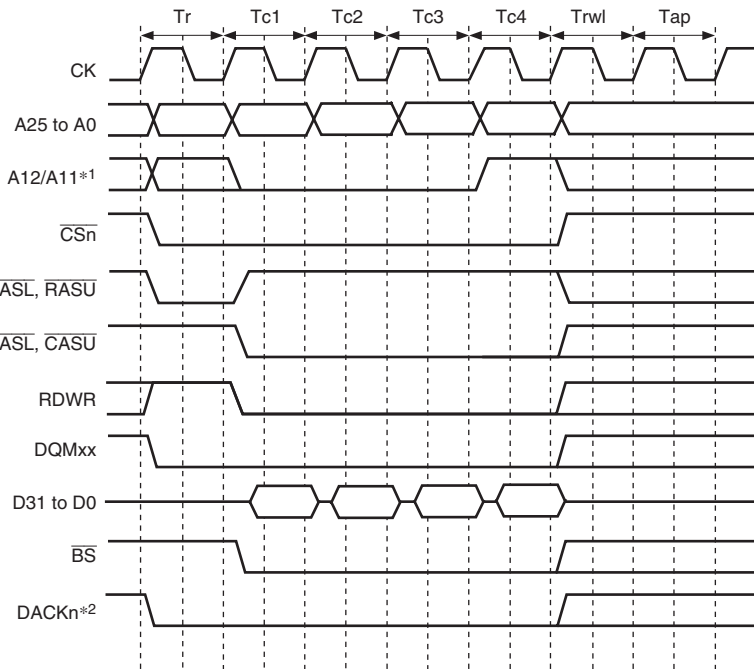 Tr Tc1 Tc2 Tc3 Tc4 Trwl Tap
CK
A25 to A0
A12/A11*1
CSn
ASL, RASU
ASL, CASU
RDWR
DQMxx
D31 to D0
BS
DACKn*2